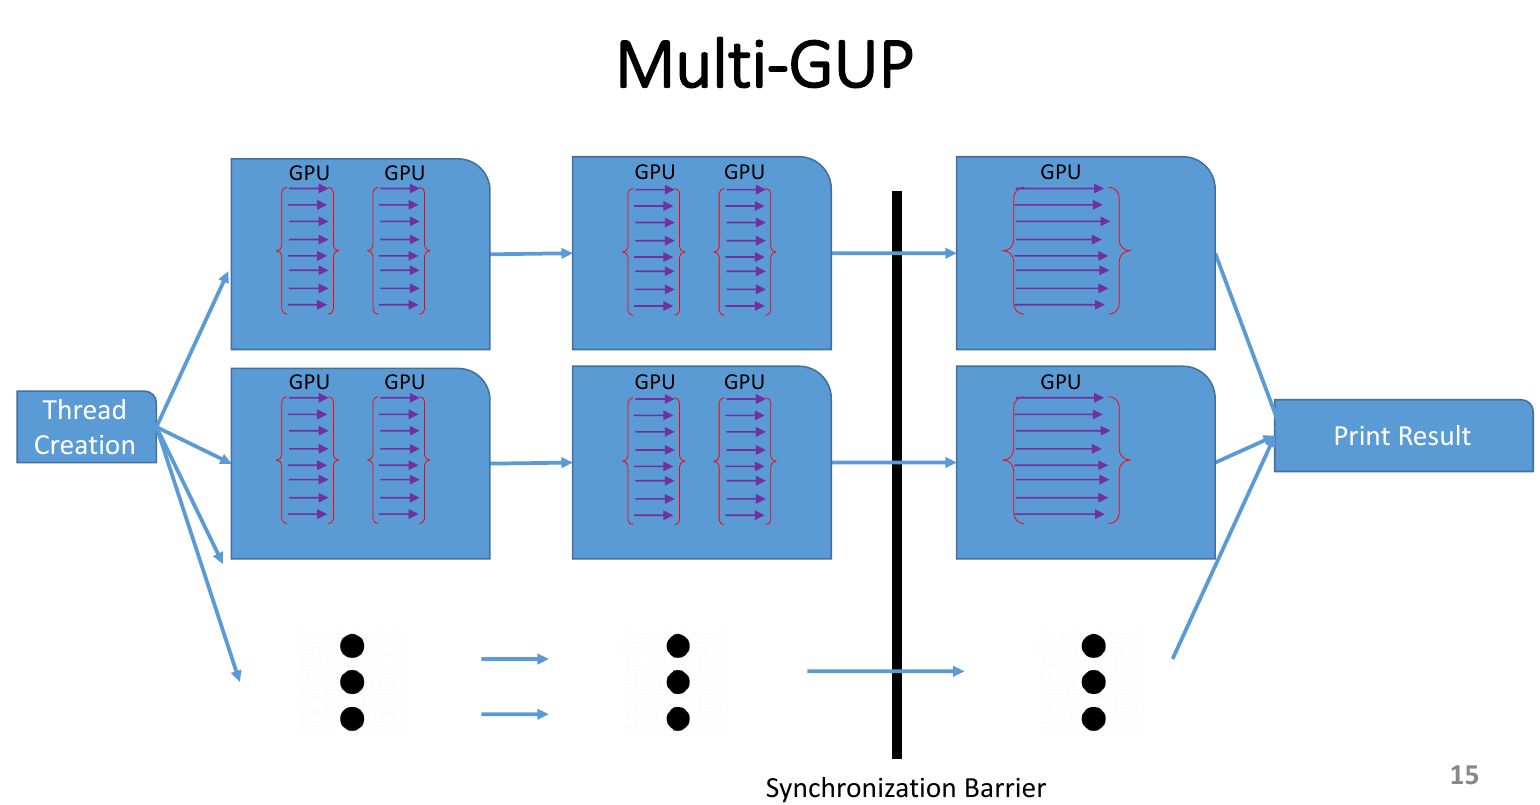 Multi-GUP
GPU GPU
GPU GPU
GPU
GPU GPU
GPU GPU
GPU
Thread
Creation
Print Result
Synchronization Barrier
15